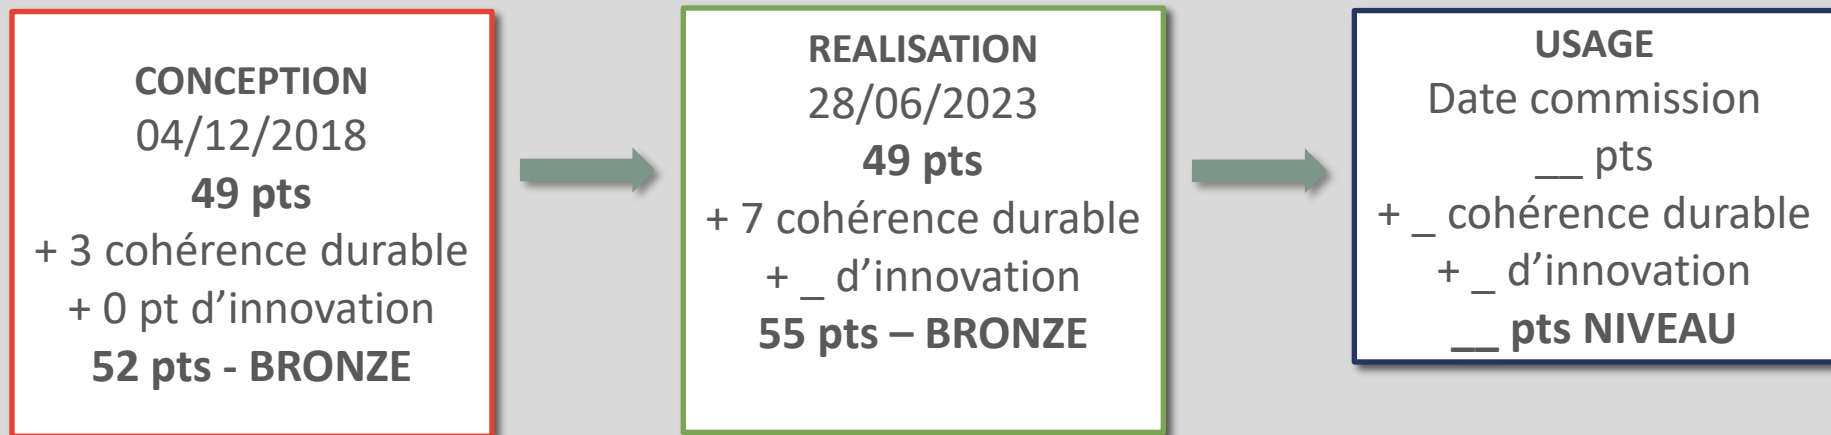 CONCEPTION
04/12/2018
49 pts
+ 3 cohérence durable
+ 0 pt d’innovation
52 pts - BRONZE
REALISATION
28/06/2023
49 pts
+ 7 cohérence durable
+ _ d’innovation
55 pts – BRONZE
USAGE
Date commission
__ pts
+ _ cohérence durable
+ _ d’innovation
__ pts NIVEAU